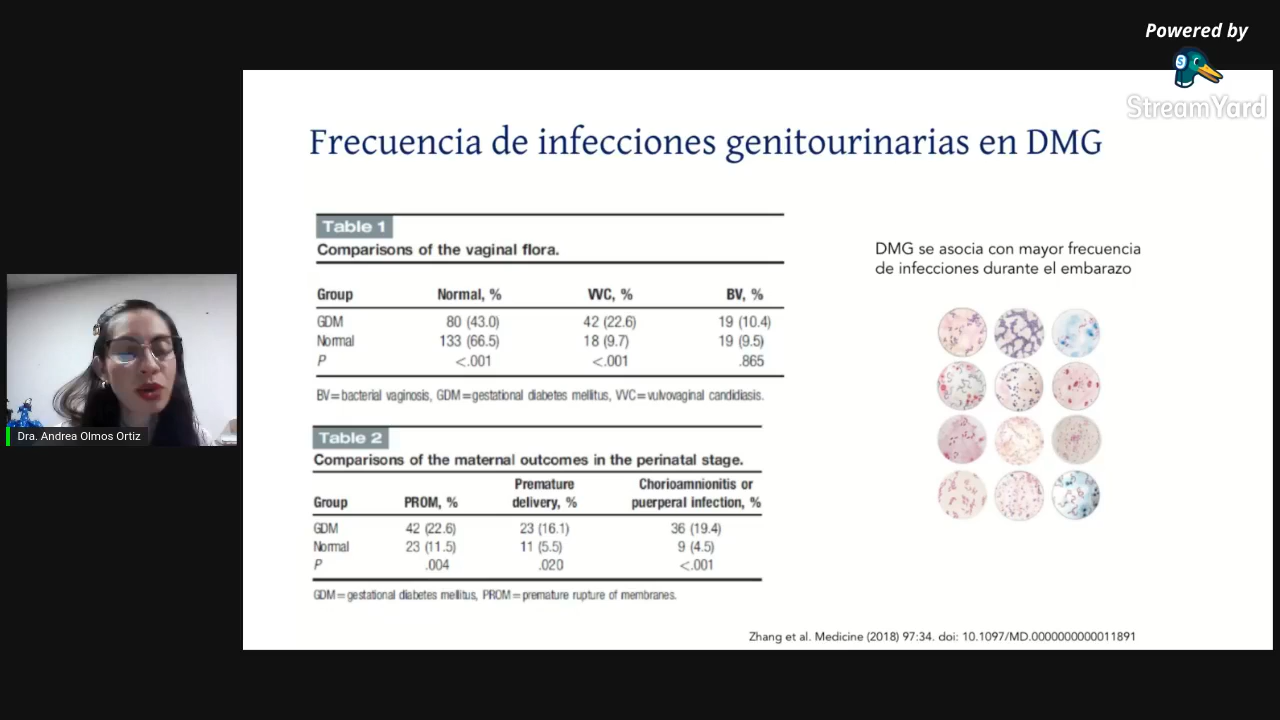 Powered by
StreamYard
Frecuencia de infecciones genitourinarias en DMG
Table 1
Comparisons of the vaginal flora.
Group Normal, % VVC, % BV, %
GDM 80 (43.0) 42 (22.6) 19 (10.4)
Normal 133 (66.5) 18 (9.7) 19 (9.5)
P <.001 <.001 .865
BV=bacterial vaginosis, GDM=gestational diabetes mellitus, VVC=vulvovaginal candidiasis.
Table 2
Comparisons of the maternal outcomes in the perinatal stage.
Premature Chorioamnionitis or
Group PROM, % delivery, % puerperal infection, %
GDM 42 (22.6) 23 (16.1) 36 (19.4)
Normal 23 (11.5) 11 (5.5) 9 (4.5)
P .004 .020 <.001
GDM=gestational diabetes mellitus, PROM=premature rupture of membranes.
DMG se asocia con mayor frecuencia
de infecciones durante el embarazo
Zhang et al. Medicine (2018) 97:34. doi: 10.1097/MD.0000000000011891
Dra. Andrea Olmos Ortiz